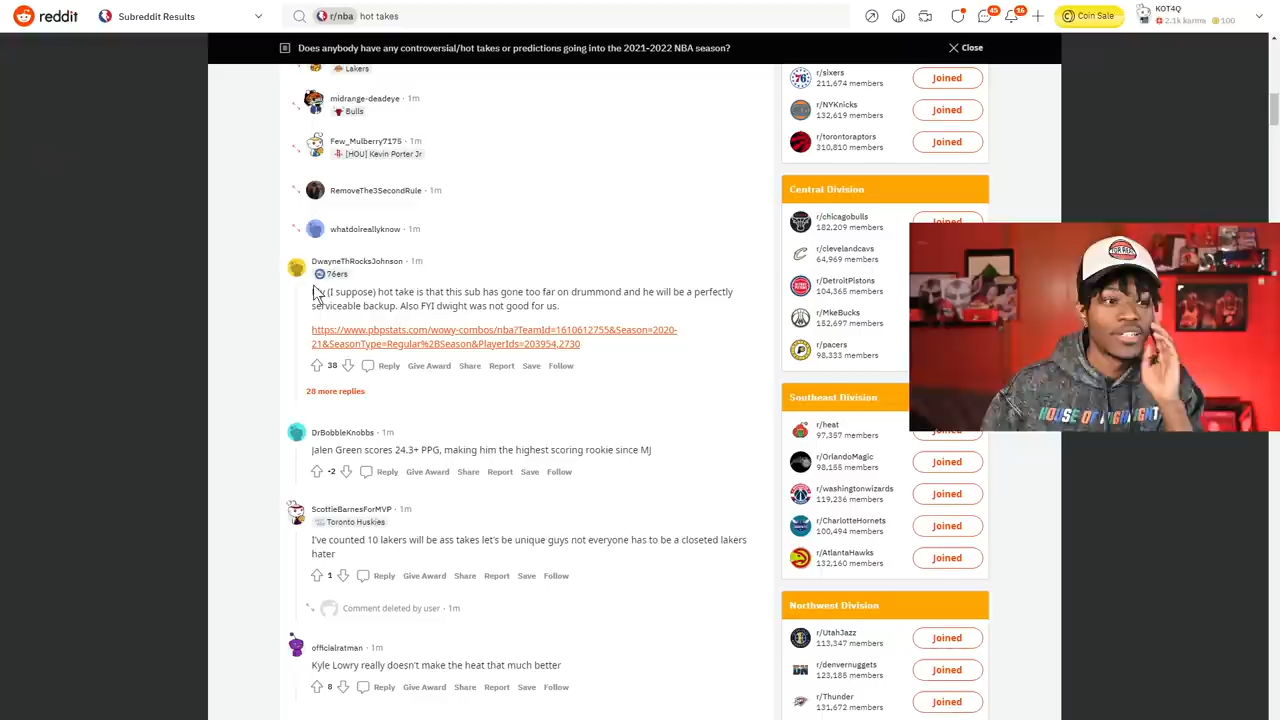 reddit
Subreddit Results
r/nba hot takes
45
16
Coin Sale
KOT4Q
2.1k karma 100
Does anybody have any controversial/hot takes or predictions going into the 2021-2022 NBA season?
Close
Lakers
midrange-deadeye · 1m
Bulls
Few_Mulberry7175 · 1m
[HOU] Kevin Porter Jr
RemoveThe3SecondRule · 1m
whatdoireallyknow · 1m
DwayneThRocksJohnson · 1m
76ers
(I suppose) hot take is that this sub has gone too far on drummond and he will be a perfectly
serviceable backup. Also FYI dwight was not good for us.
https://www.pbpstats.com/wowy-combos/nba?TeamId=1610612755&Season=2020-
21&SeasonType=Regular%2BSeason&PlayerIds=203954,2730
38 Reply Give Award Share Report Save Follow
28 more replies
DrBobbleKnobbs · 1m
Jalen Green scores 24.3+ PPG, making him the highest scoring rookie since MJ
-2 Reply Give Award Share Report Save Follow
ScottieBarnesForMVP · 1m
Toronto Huskies
I've counted 10 lakers will be ass takes let's be unique guys not everyone has to be a closeted lakers
hater
1 Reply Give Award Share Report Save Follow
Comment deleted by user · 1m
officialratman · 1m
Kyle Lowry really doesn't make the heat that much better
8 Reply Give Award Share Report Save Follow
r/sixers
211,674 members
Joined
r/NYKnicks
132,619 members
Joined
r/torontoraptors
310,810 members
Joined
Central Division
r/chicagobulls
182,209 members
Joined
r/clevelandcavs
64,969 members
r/DetroitPistons
104,365 members
r/MkeBucks
152,697 members
r/pacers
98,333 members
Southeast Division
r/heat
97,357 members
Joined
r/OrlandoMagic
98,155 members
Joined
r/washingtonwizards
119,236 members
Joined
r/CharlotteHornets
100,494 members
Joined
r/AtlantaHawks
132,160 members
Joined
Northwest Division
r/UtahJazz
113,347 members
Joined
r/denvernuggets
123,185 members
Joined
r/Thunder
131,672 members
Joined
HOUSE OF HIGHLIGHT